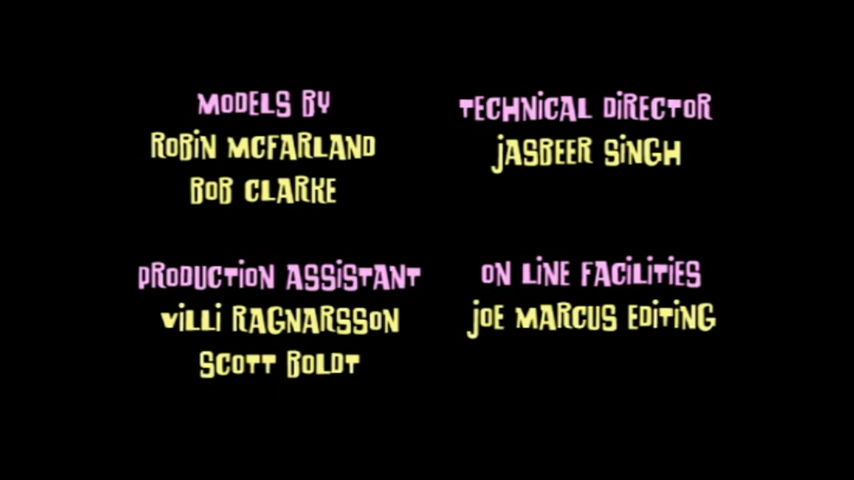 MODELS BY
ROBiN MCFARLAND
BOB CLARKE
TECHNiCAL DiRECTOR
jASBEER SiNGH
PRODUCTiON ASSiSTANT
ViLLi RAGNARSSON
SCOTT BOLDT
ON LiNE FACiLiTiES
jOE MARCUS EDiTiNG